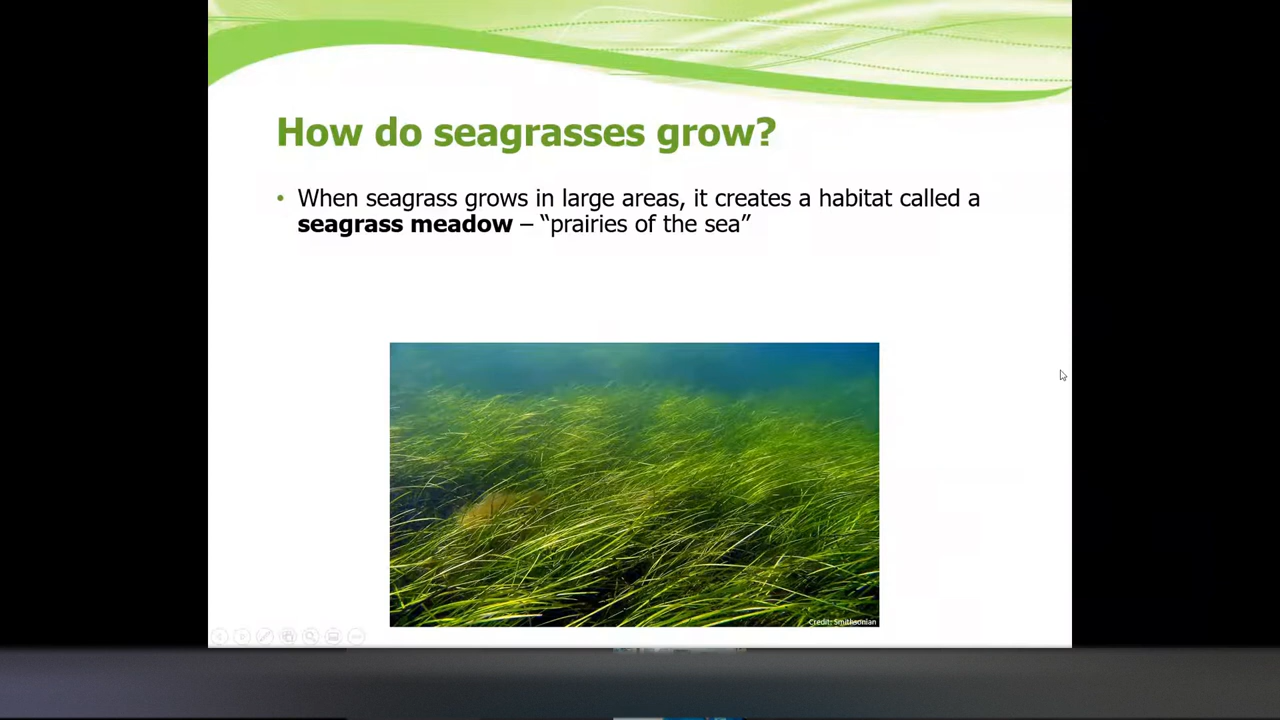 How do seagrasses grow?
• When seagrass grows in large areas, it creates a habitat called a
seagrass meadow – “prairies of the sea”
Credit: Smithsonian